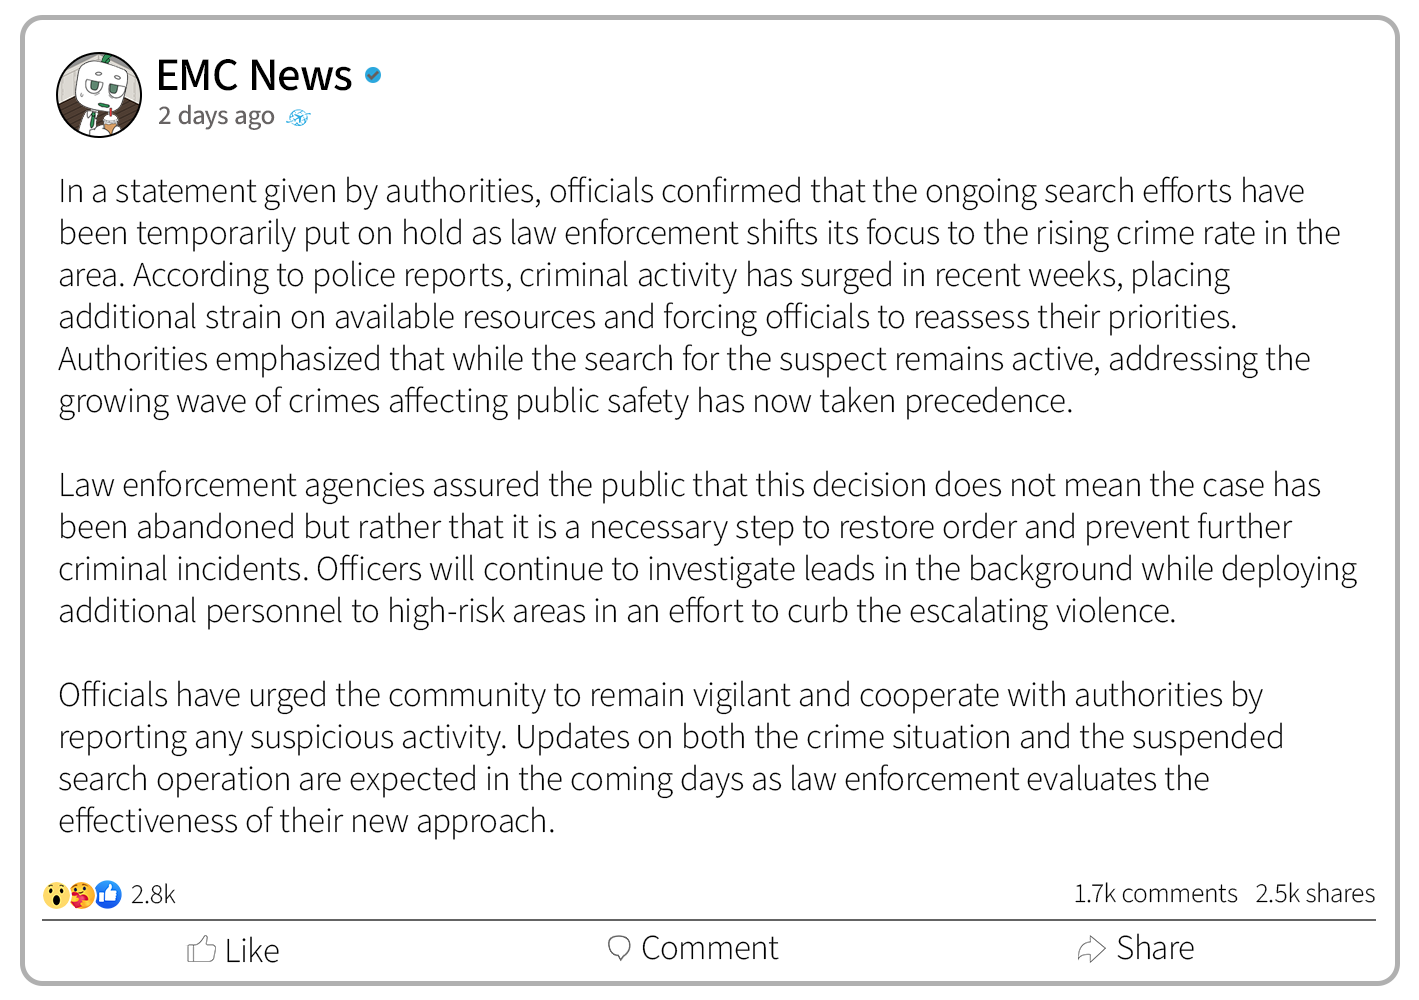 EMC News
2 days ago
In a statement given by authorities, officials confirmed that the ongoing search efforts have
been temporarily put on hold as law enforcement shifts its focus to the rising crime rate in the
area. According to police reports, criminal activity has surged in recent weeks, placing
additional strain on available resources and forcing officials to reassess their priorities.
Authorities emphasized that while the search for the suspect remains active, addressing the
growing wave of crimes affecting public safety has now taken precedence.
Law enforcement agencies assured the public that this decision does not mean the case has
been abandoned but rather that it is a necessary step to restore order and prevent further
criminal incidents. Officers will continue to investigate leads in the background while deploying
additional personnel to high-risk areas in an effort to curb the escalating violence.
Officials have urged the community to remain vigilant and cooperate with authorities by
reporting any suspicious activity. Updates on both the crime situation and the suspended
search operation are expected in the coming days as law enforcement evaluates the
effectiveness of their new approach.
2.8k 1.7k comments 2.5k shares
Like Comment Share